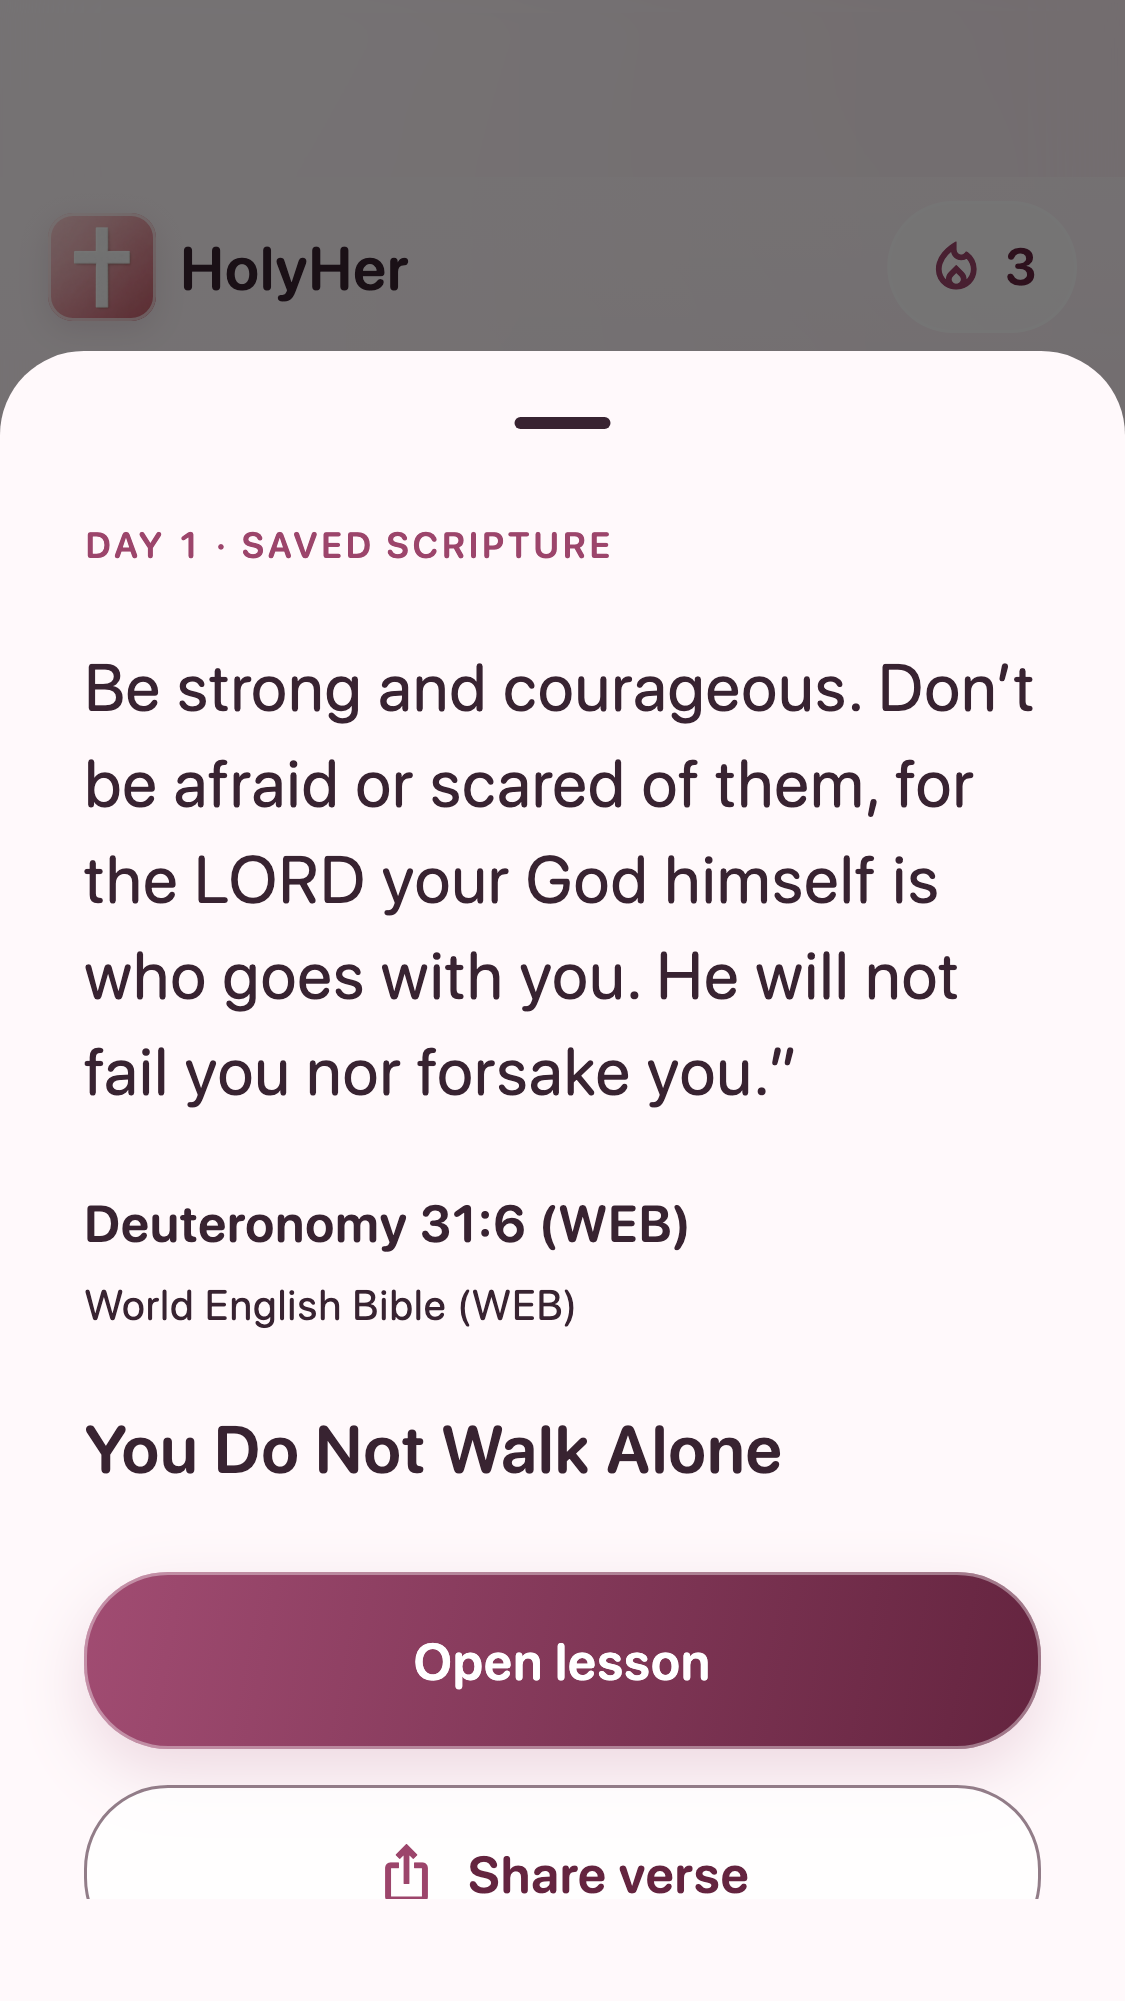 HolyHer
3
DAY 1 · SAVED SCRIPTURE
Be strong and courageous. Don’t
be afraid or scared of them, for
the LORD your God himself is
who goes with you. He will not
fail you nor forsake you.”
Deuteronomy 31:6 (WEB)
World English Bible (WEB)
You Do Not Walk Alone
Open lesson
Share verse